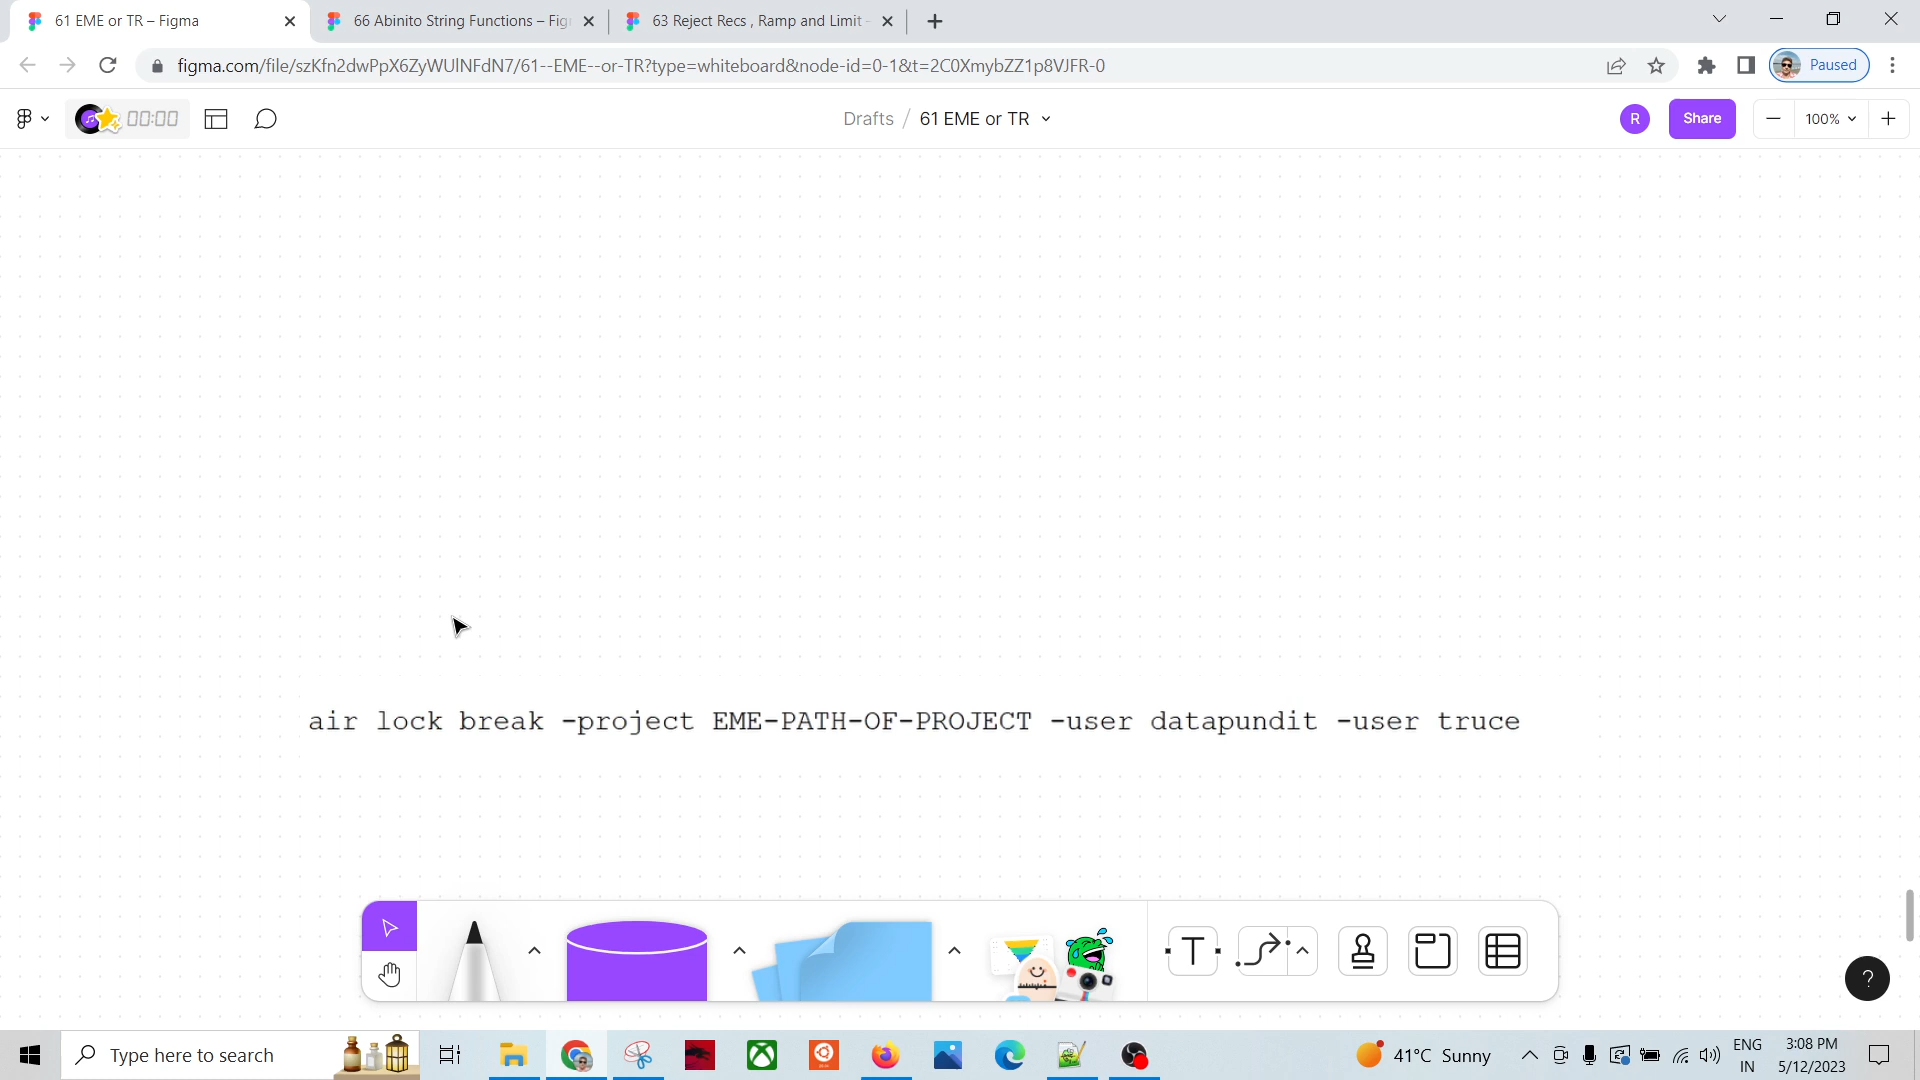 61 EME or TR – Figma
66 Abinito String Functions – Fig
63 Reject Recs , Ramp and Limit -
figma.com/file/szKfn2dwPpX6ZyWUlNFdN7/61--EME--or-TR?type=whiteboard&node-id=0-1&t=2C0XmybZZ1p8VJFR-0
Paused
00:00
Drafts / 61 EME or TR
R
Share
100%
air lock break -project EME-PATH-OF-PROJECT -user datapundit -user truce
T
?
Type here to search
41°C Sunny
ENG
IN
3:08 PM
5/12/2023